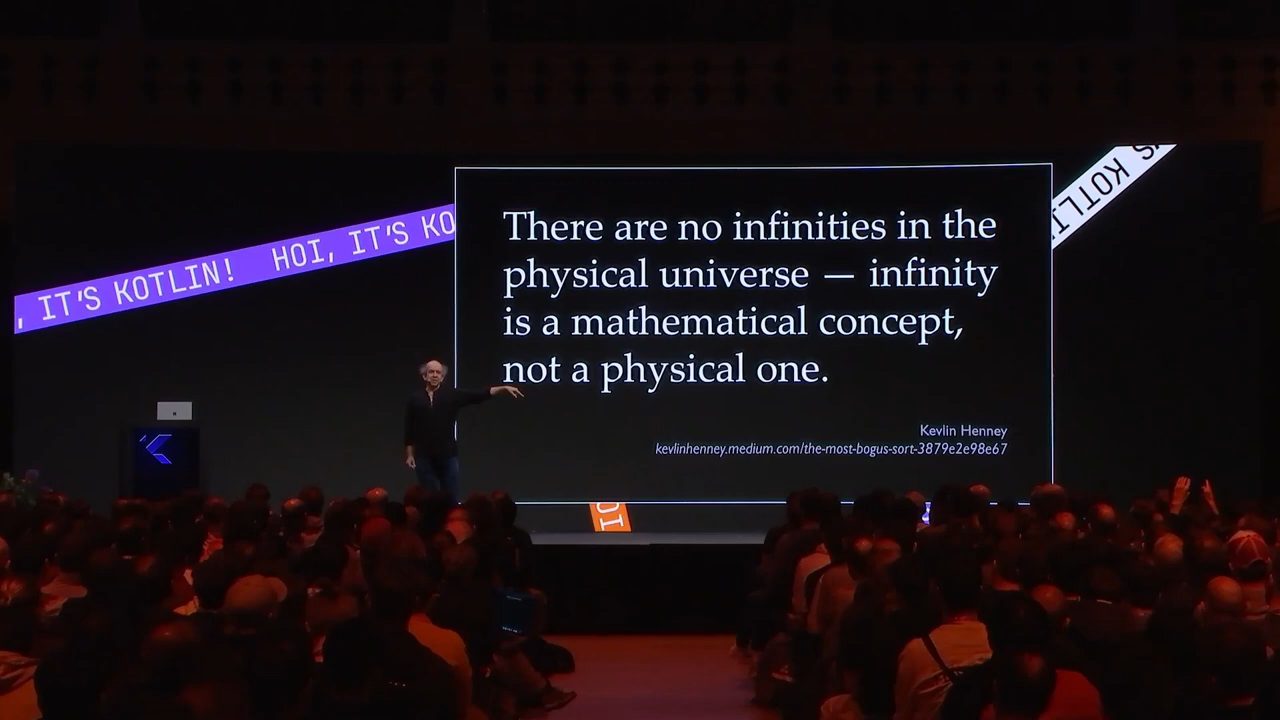 , IT'S KOTLIN! HOI, IT'S KO
There are no infinities in the
physical universe — infinity
is a mathematical concept,
not a physical one.
Kevlin Henney
kevlinhenney.medium.com/the-most-bogus-sort-3879e2e98e67
'S KOTLI
OI